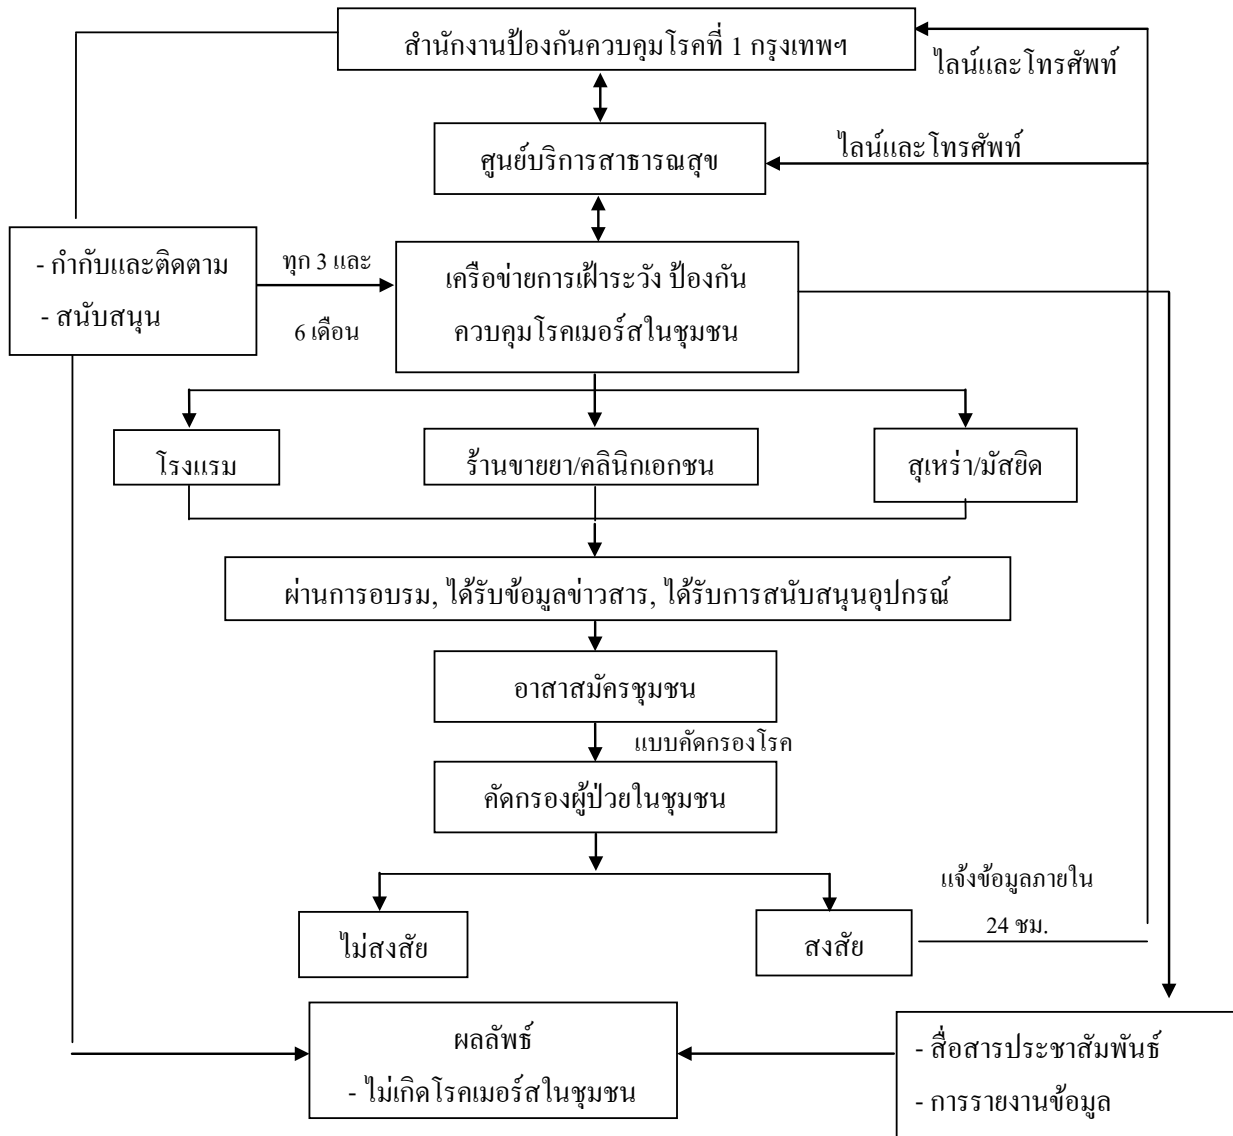 สำนักงานป้องกันควบคุมโรคที่ 1 กรุงเทพฯ
ไลน์และโทรศัพท์
ศูนย์บริการสาธารณสุข
ไลน์และโทรศัพท์
- กำกับและติดตาม
- สนับสนุน
ทุก 3 และ
6 เดือน
เครือข่ายการเฝ้าระวัง ป้องกัน
ควบคุมโรคเมอร์สในชุมชน
โรงแรม
ร้านขายยา/คลินิกเอกชน
สุเหร่า/มัสยิด
ผ่านการอบรม, ได้รับข้อมูลข่าวสาร, ได้รับการสนับสนุนอุปกรณ์
อาสาสมัครชุมชน
แบบคัดกรองโรค
คัดกรองผู้ป่วยในชุมชน
ไม่สงสัย
สงสัย
แจ้งข้อมูลภายใน
24 ชม.
ผลลัพธ์
- ไม่เกิดโรคเมอร์สในชุมชน
- สื่อสารประชาสัมพันธ์
- การรายงานข้อมูล